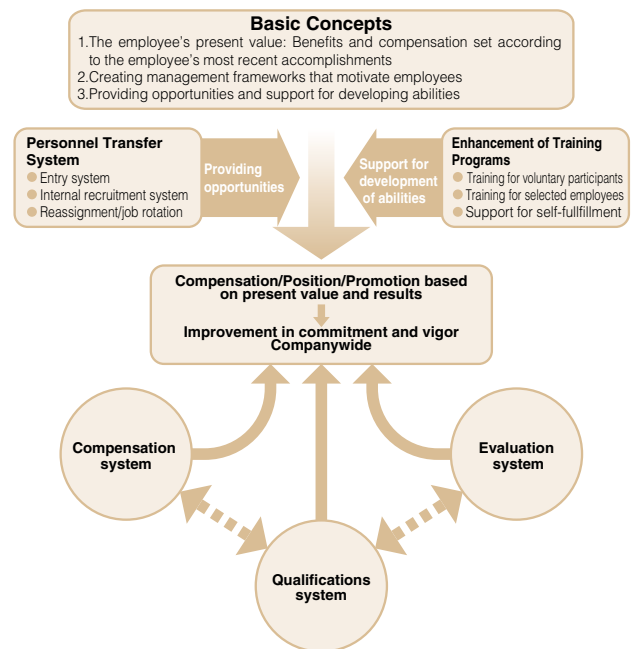 Basic Concepts
1.The employee's present value: Benefits and compensation set according
to the employee's most recent accomplishments
2.Creating management frameworks that motivate employees
3.Providing opportunities and support for developing abilities
Personnel Transfer
System
Entry system
Internal recruitment system
Reassignment/job rotation
Providing
opportunities
Support for
development
of abilities
Enhancement of Training
Programs
Training for voluntary participants
Training for selected employees
Support for self-fullfillment
Compensation/Position/Promotion based
on present value and results
Improvement in commitment and vigor
Companywide
Compensation
system
Evaluation
system
Qualifications
system